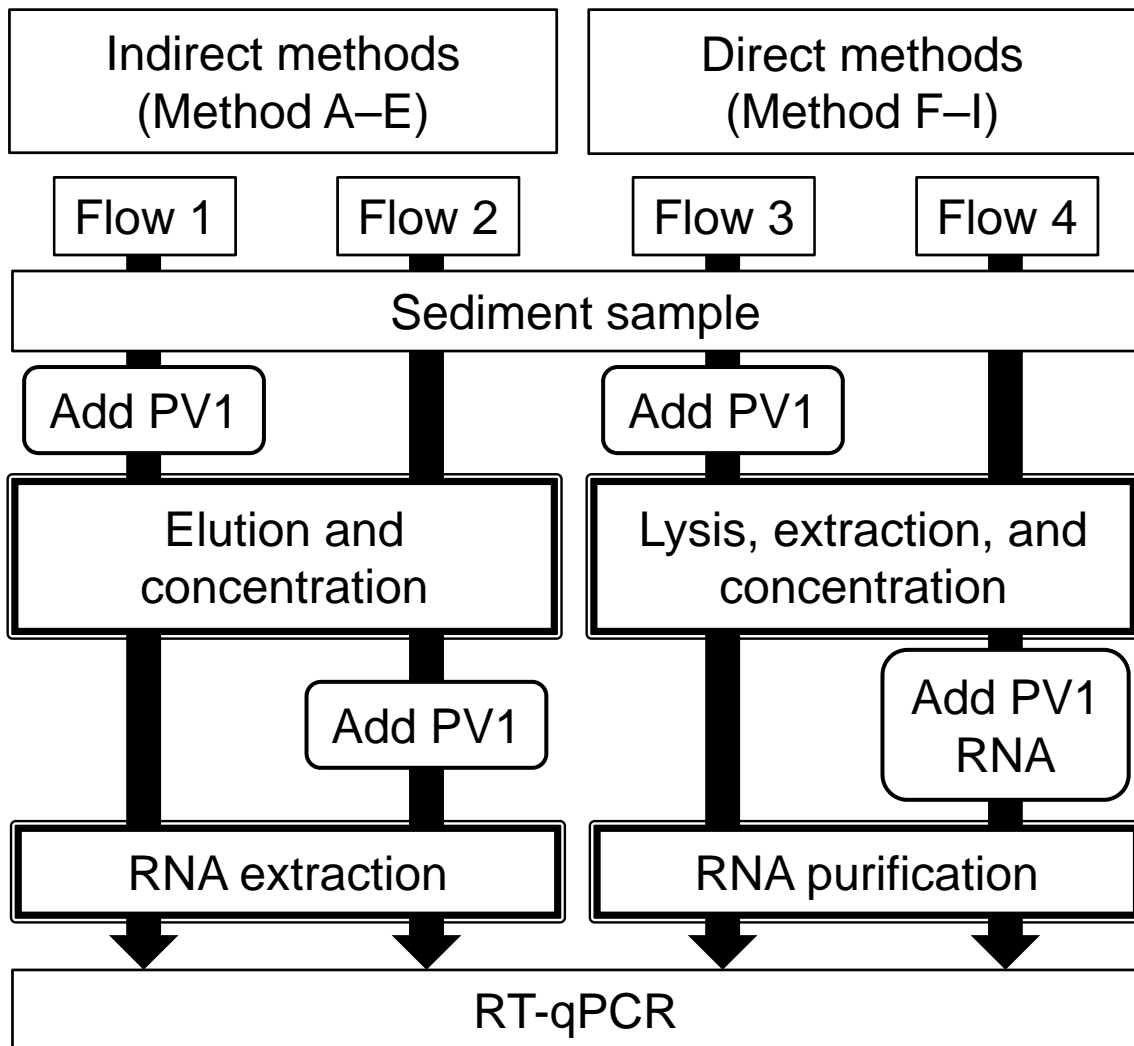 Indirect methods
(Method A–E)
Direct methods
(Method F–I)
Flow 1
Flow 2
Flow 3
Flow 4
Sediment sample
Add PV1
Add PV1
Elution and
concentration
Lysis, extraction, and
concentration
Add PV1
Add PV1
RNA
RNA extraction
RNA purification
RT-qPCR